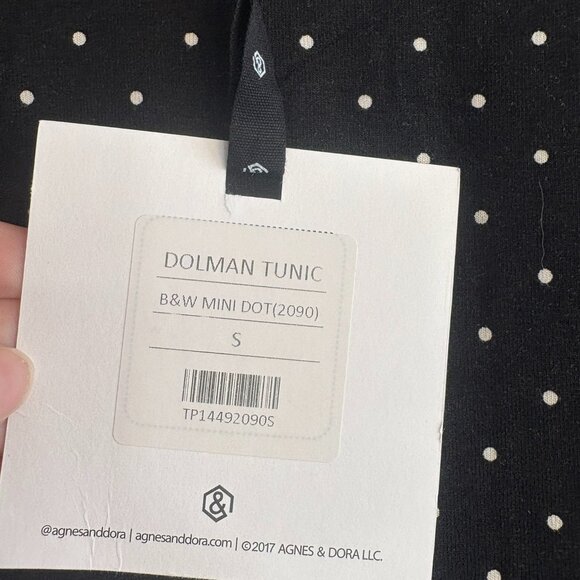 DOLMAN TUNIC
B&W MINI DOT(2090)
S
TP14492090S
&
@agnesanddora | agnesanddora.com | ©2017 AGNES & DORA LLC.